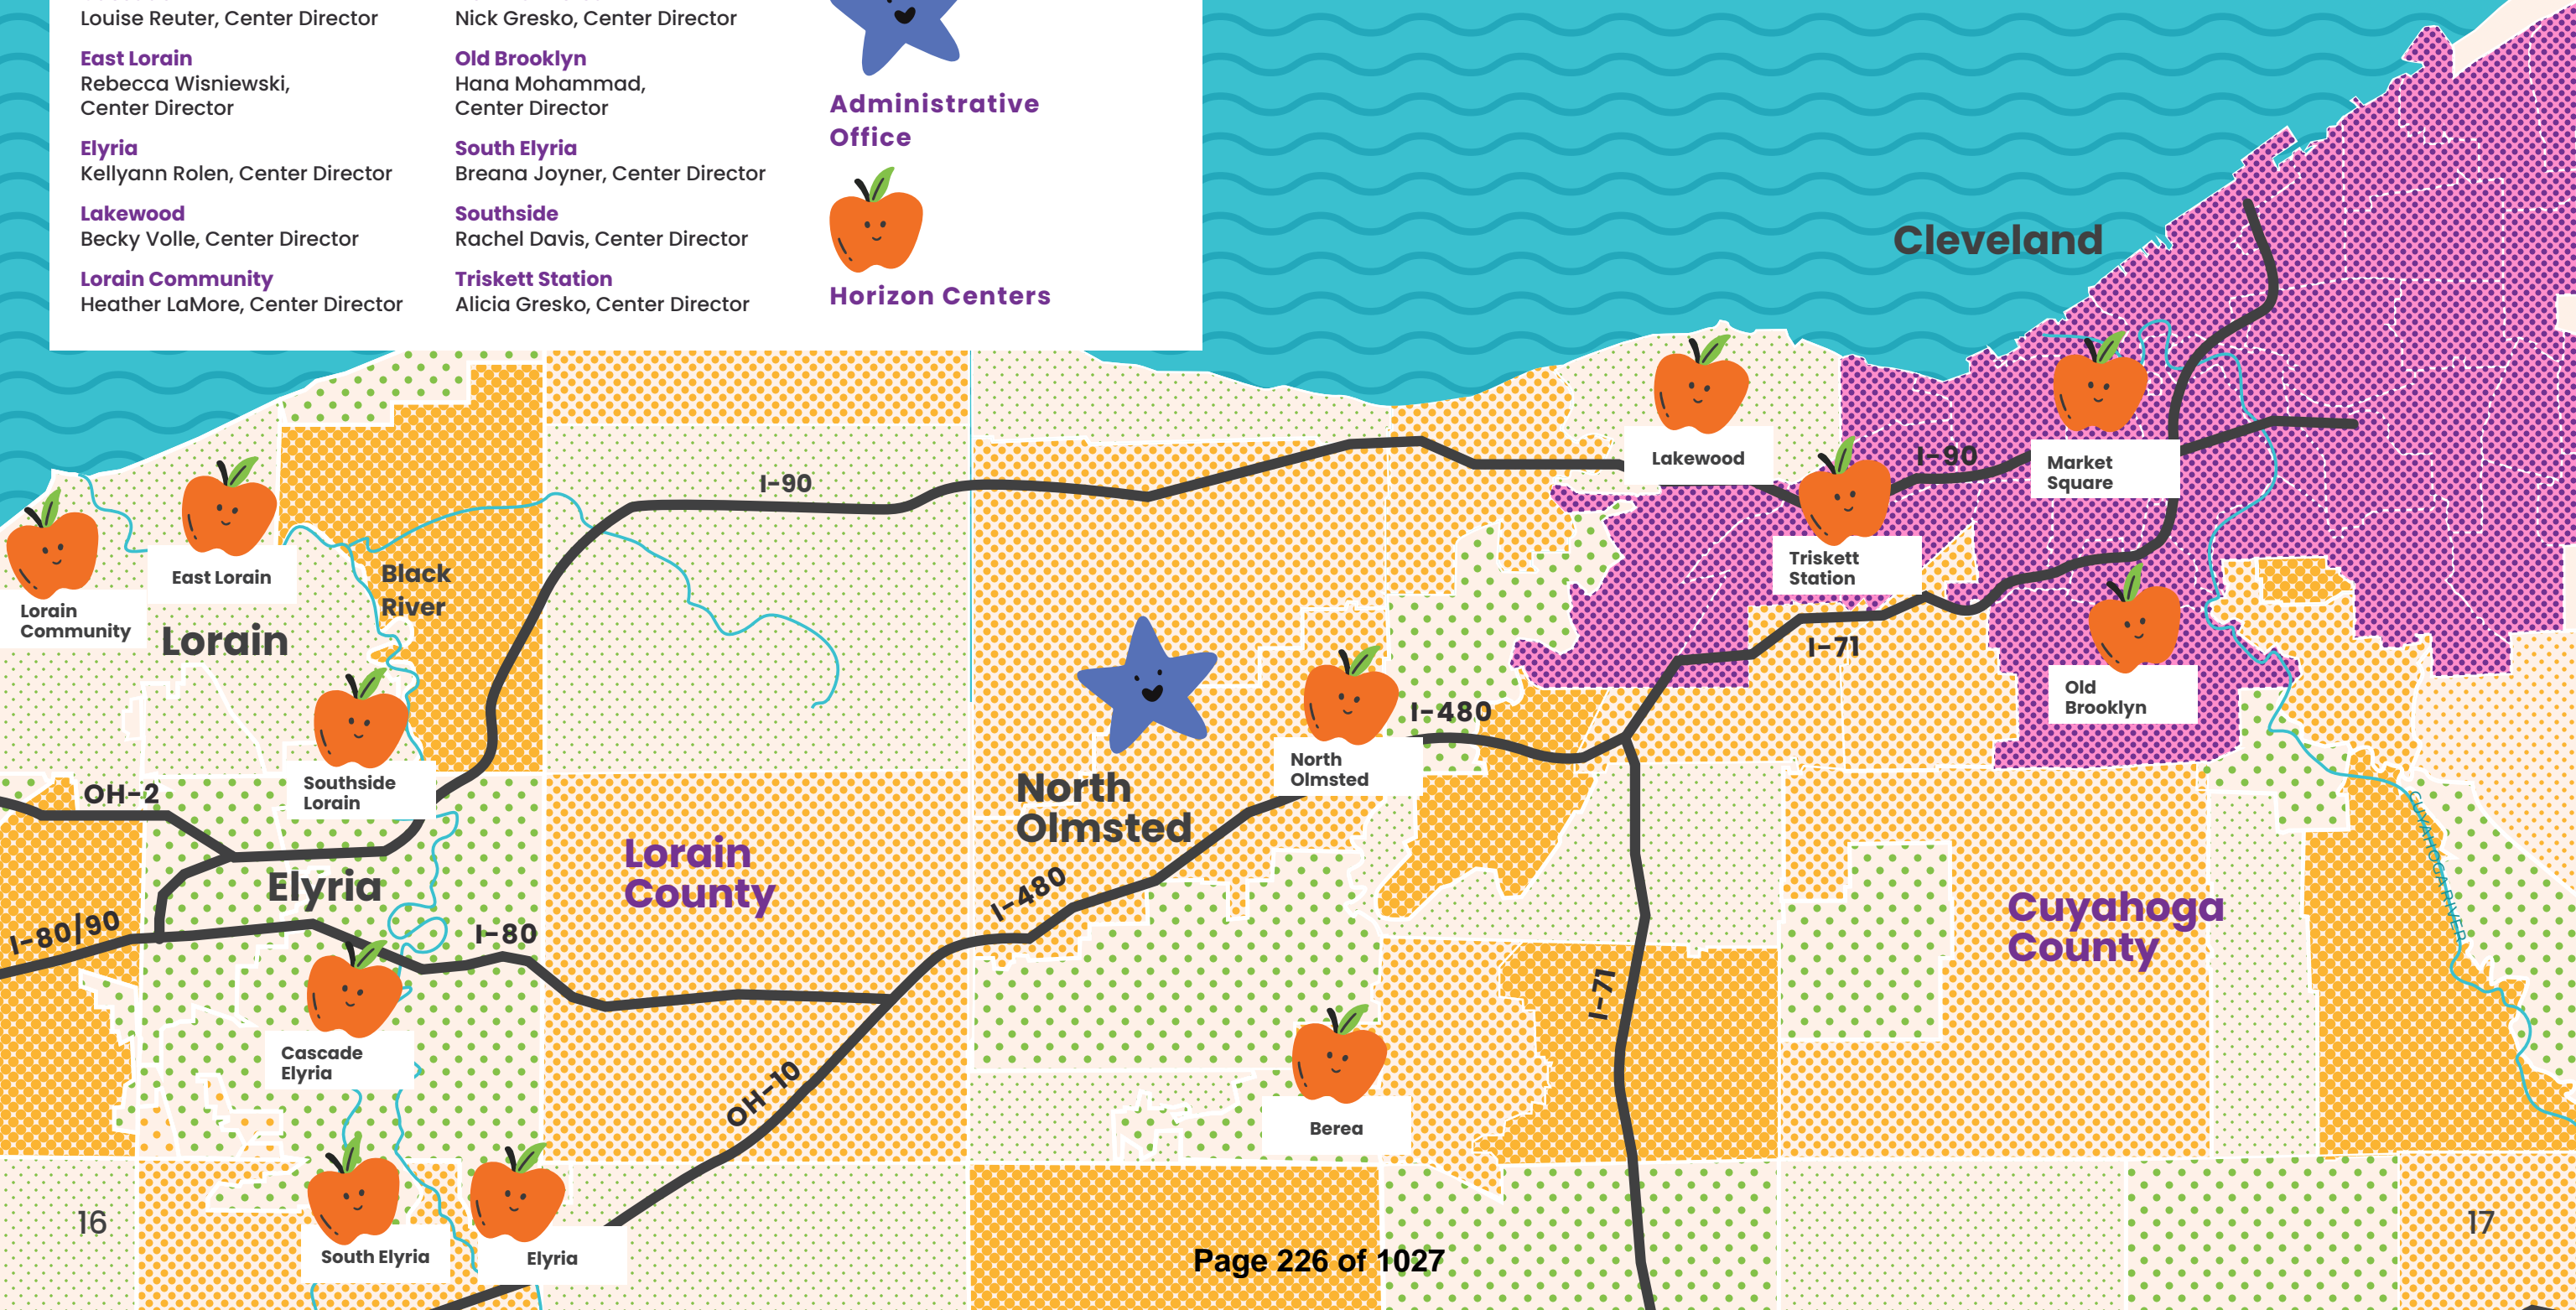 Louise Reuter, Center Director
East Lorain
Rebecca Wisniewski,
Center Director
Elyria
Kellyann Rolen, Center Director
Lakewood
Becky Volle, Center Director
Lorain Community
Heather LaMore, Center Director
Nick Gresko, Center Director
Old Brooklyn
Hana Mohammad,
Center Director
South Elyria
Breana Joyner, Center Director
Southside
Rachel Davis, Center Director
Triskett Station
Alicia Gresko, Center Director
Administrative
Office
Horizon Centers
Cleveland
Lakewood
I-90
Market
Square
I-90
Triskett
Station
East Lorain
Black
River
Lorain
Community
Lorain
I-71
Old
Brooklyn
I-480
North
Olmsted
Southside
Lorain
OH-2
North
Olmsted
Lorain
County
Elyria
I-480
I-80/90
I-80
Cuyahoga
County
CUYAHOGA RIVER
I-71
Cascade
Elyria
OH-10
Berea
16
South Elyria
Elyria
Page 226 of 1027
17